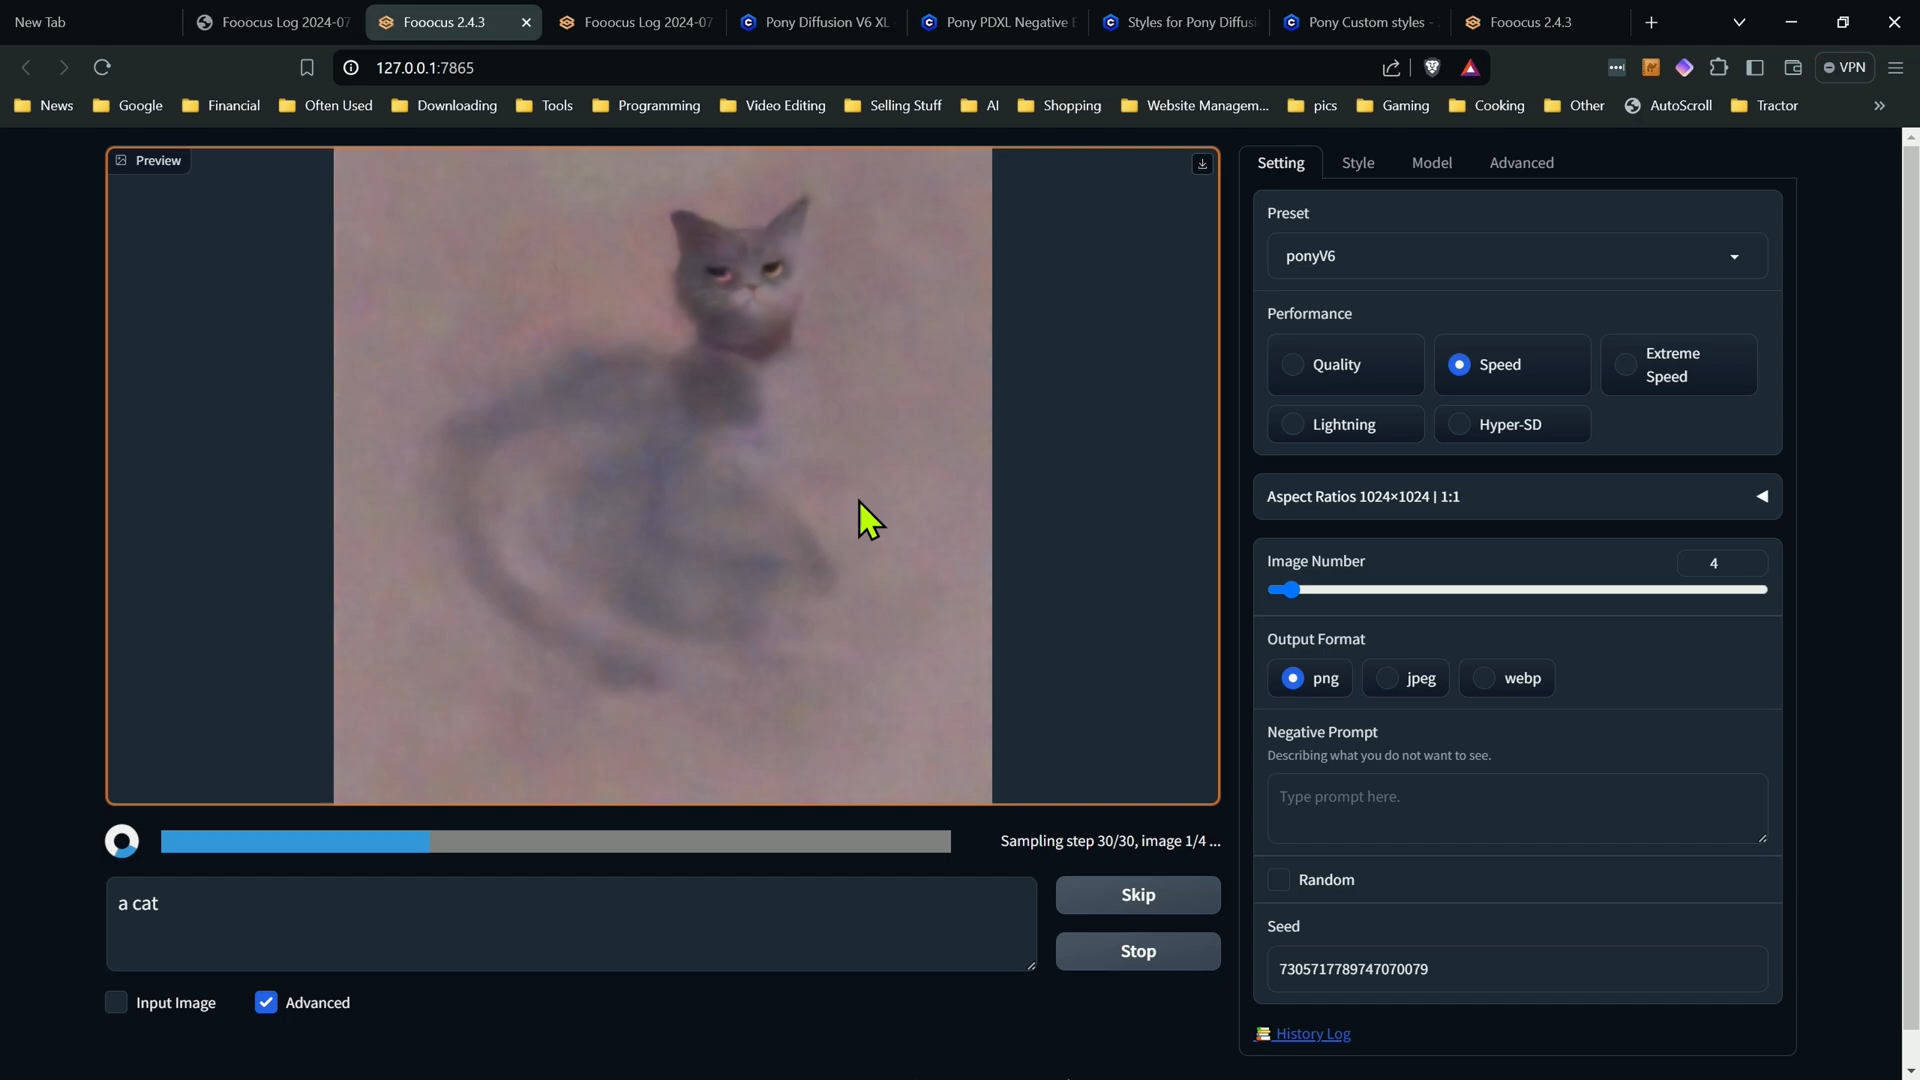 New Tab
Fooocus Log 2024-07
Fooocus 2.4.3
Fooocus Log 2024-07
Pony Diffusion V6 XL
Pony PDXL Negative E
Styles for Pony Diffusi
Pony Custom styles -
Fooocus 2.4.3
127.0.0.1:7865
VPN
News
Google
Financial
Often Used
Downloading
Tools
Programming
Video Editing
Selling Stuff
AI
Shopping
Website Managem...
pics
Gaming
Cooking
Other
AutoScroll
Tractor
Preview
Sampling step 30/30, image 1/4 ...
a cat
Skip
Stop
Input Image
Advanced
Setting
Style
Model
Advanced
Preset
ponyV6
Performance
Quality
Speed
Extreme
Speed
Lightning
Hyper-SD
Aspect Ratios 1024×1024 | 1:1
Image Number
4
Output Format
png
jpeg
webp
Negative Prompt
Describing what you do not want to see.
Type prompt here.
Random
Seed
7305717789747070079
History Log